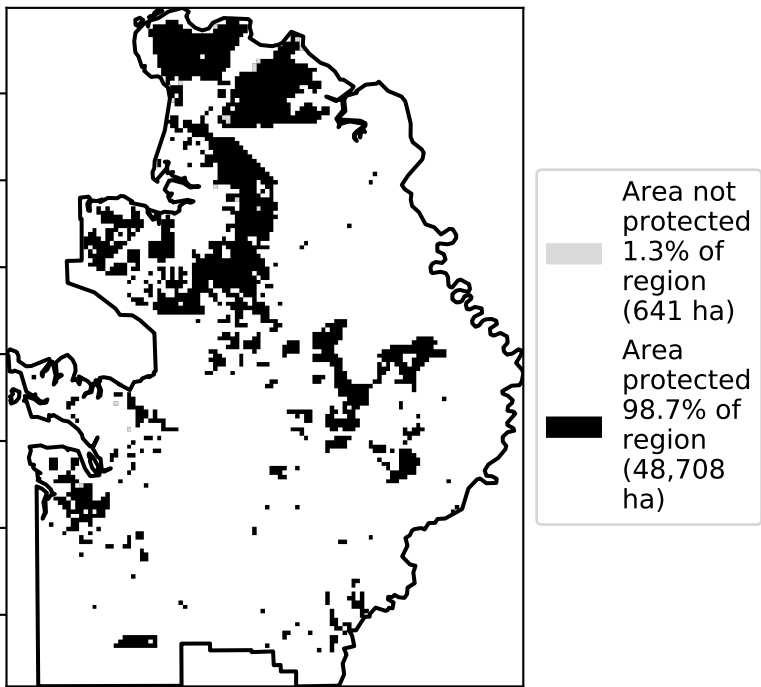 Area not
protected
1.3% of
region
(641 ha)
Area
protected
98.7% of
region
(48,708
ha)